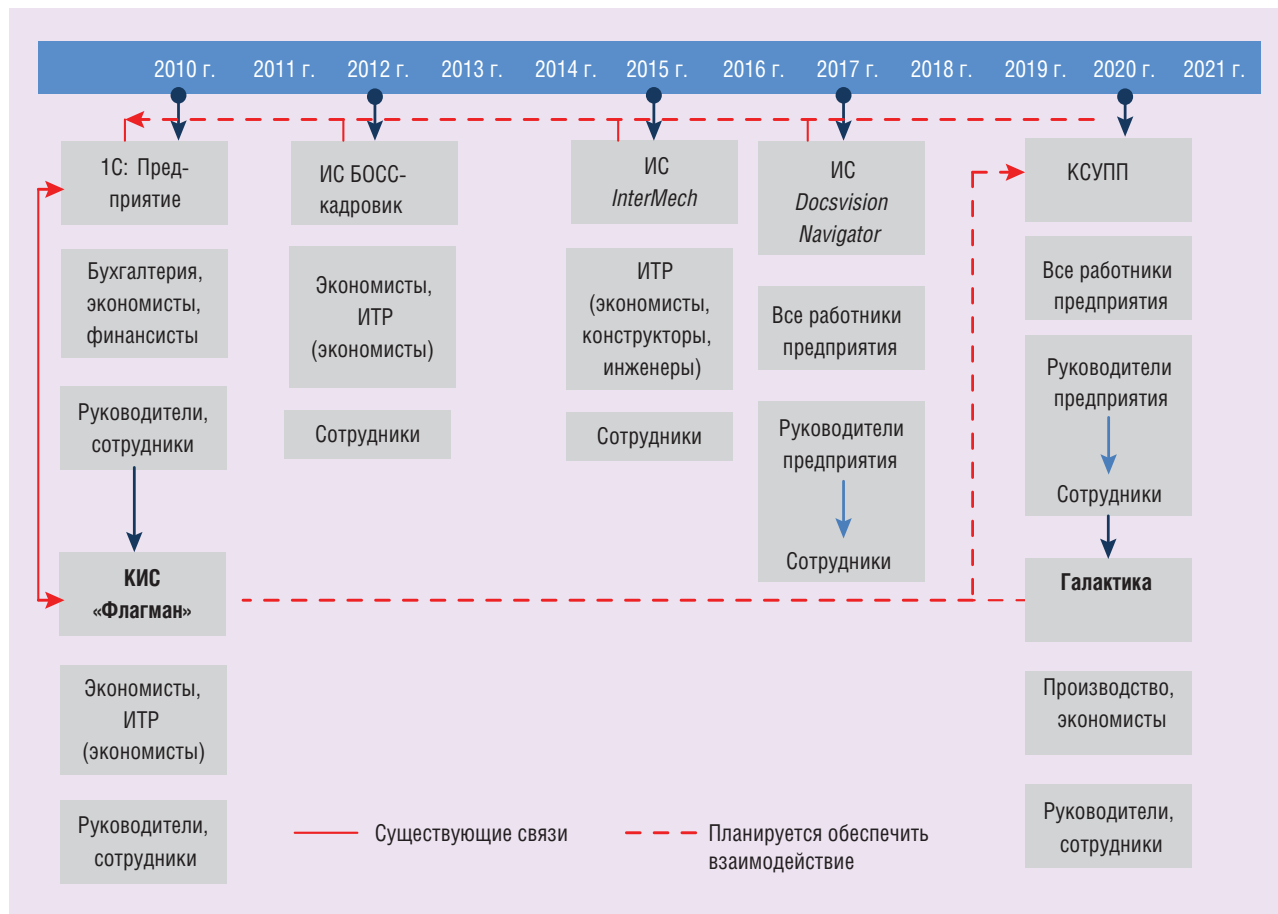 2010 г. 2011 г. 2012 г. 2013 г. 2014 г. 2015 г. 2016 г. 2017 г. 2018 г. 2019 г. 2020 г. 2021 г.
1С: Пред-
приятие
Бухгалтерия,
экономисты,
финансисты
Руководители,
сотрудники
КИС
«Флагман»
Экономисты,
ИТР
(экономисты)
Руководители,
сотрудники
ИС БОСС-
кадровик
Экономисты,
ИТР
(экономисты)
Сотрудники
ИС
InterMech
ИТР
(экономисты,
конструкторы,
инженеры)
Сотрудники
ИС
Docsvision
Navigator
Все работники
предприятия
Руководители
предприятия
Сотрудники
КСУПП
Все работники
предприятия
Руководители
предприятия
Сотрудники
Галактика
Производство,
экономисты
Руководители,
сотрудники
Существующие связи
Планируется обеспечить
взаимодействие